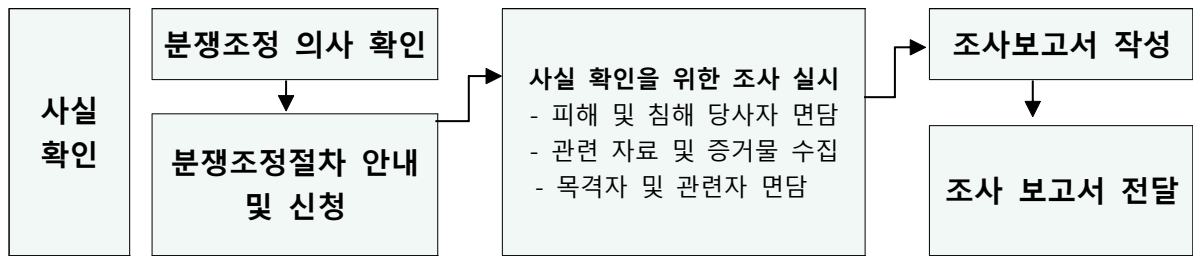 사실
확인
분쟁조정 의사 확인
분쟁조정절차 안내
및 신청
사실 확인을 위한 조사 실시
- 피해 및 침해 당사자 면담
- 관련 자료 및 증거물 수집
- 목격자 및 관련자 면담
조사보고서 작성
조사 보고서 전달